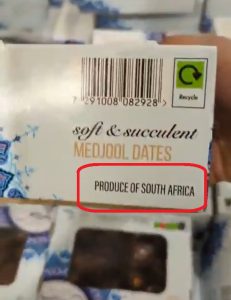 7 291008 082928 >
Recycle
soft & succulent
MEDJOOL DATES
PRODUCE OF SOUTH AFRICA